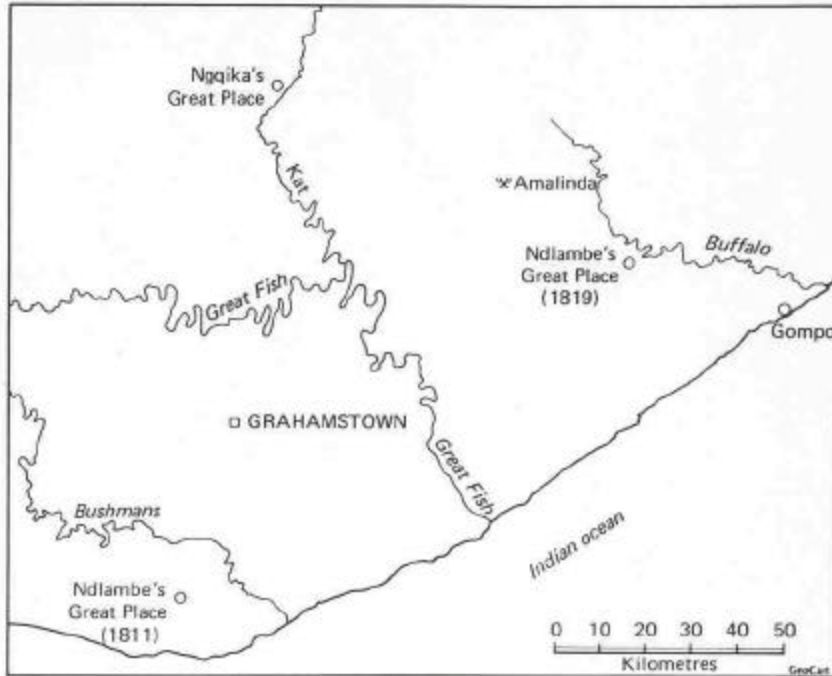 Ngqika's
Great Place
Kat
Amalinda
Ndlambe's
Great Place
(1819)
Buffalo
Great Fish
Gompo
GRAHAMSTOWN
Great Fish
Bushmans
Indian ocean
Ndlambe's
Great Place
(1811)
0 10 20 30 40 50
Kilometres
GeoCart